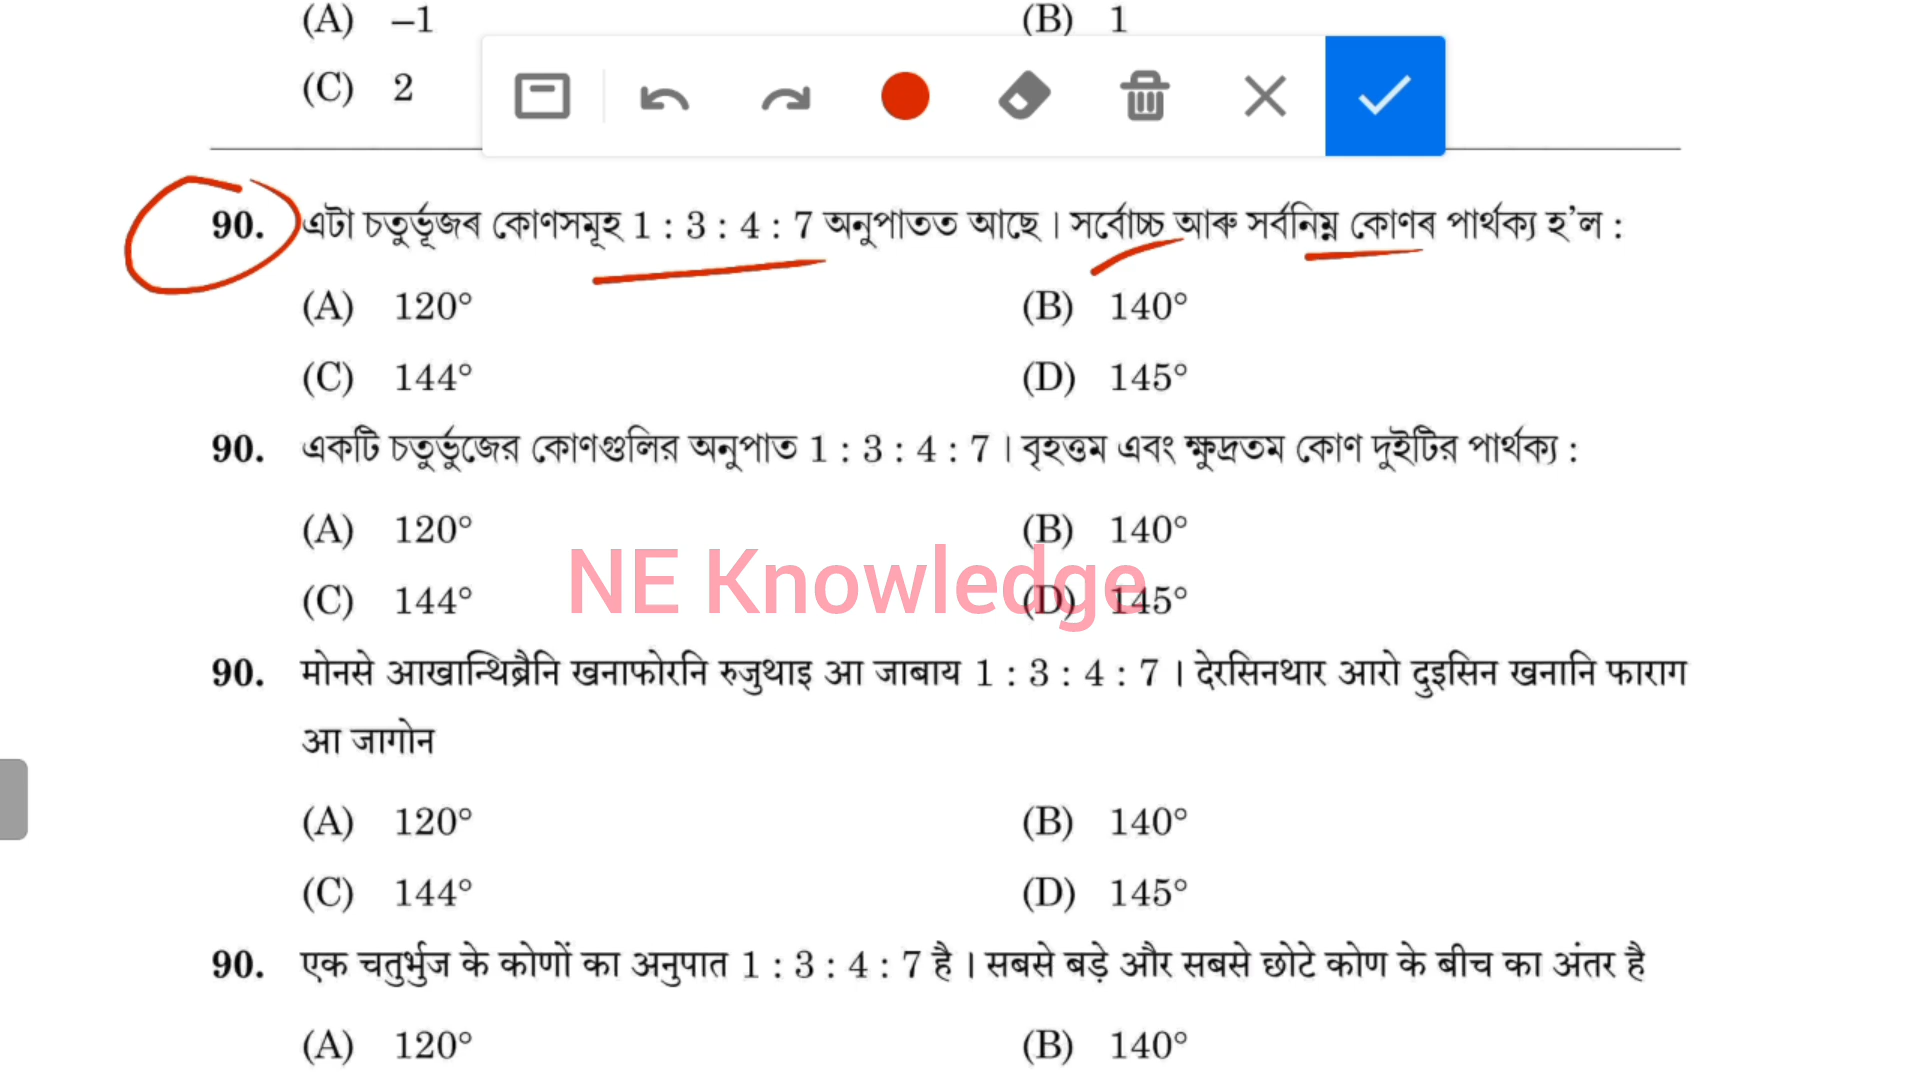 (A) –1 (B) 1
(C) 2
90. এটা চতুৰ্ভূজৰ কোণসমূহ 1 : 3 : 4 : 7 অনুপাতত আছে । সৰ্বোচ্চ আৰু সৰ্বনিম্ন কোণৰ পাৰ্থক্য হ’ল :
(A) 120° (B) 140°
(C) 144° (D) 145°
90. একটি চতুর্ভুজের কোণগুলির অনুপাত 1 : 3 : 4 : 7 । বৃহত্তম এবং ক্ষুদ্রতম কোণ দুইটির পার্থক্য :
(A) 120° (B) 140°
NE Knowledge
(C) 144° (D) 145°
90. मोनसे आखान्थिब्रैनि खनाफोरनि रुजुथाइ आ जाबाय 1 : 3 : 4 : 7 । देरसिनथार आरो दुइसिन खनानि फाराग
आ जागोन
(A) 120° (B) 140°
(C) 144° (D) 145°
90. एक चतुर्भुज के कोणों का अनुपात 1 : 3 : 4 : 7 है । सबसे बड़े और सबसे छोटे कोण के बीच का अंतर है
(A) 120° (B) 140°